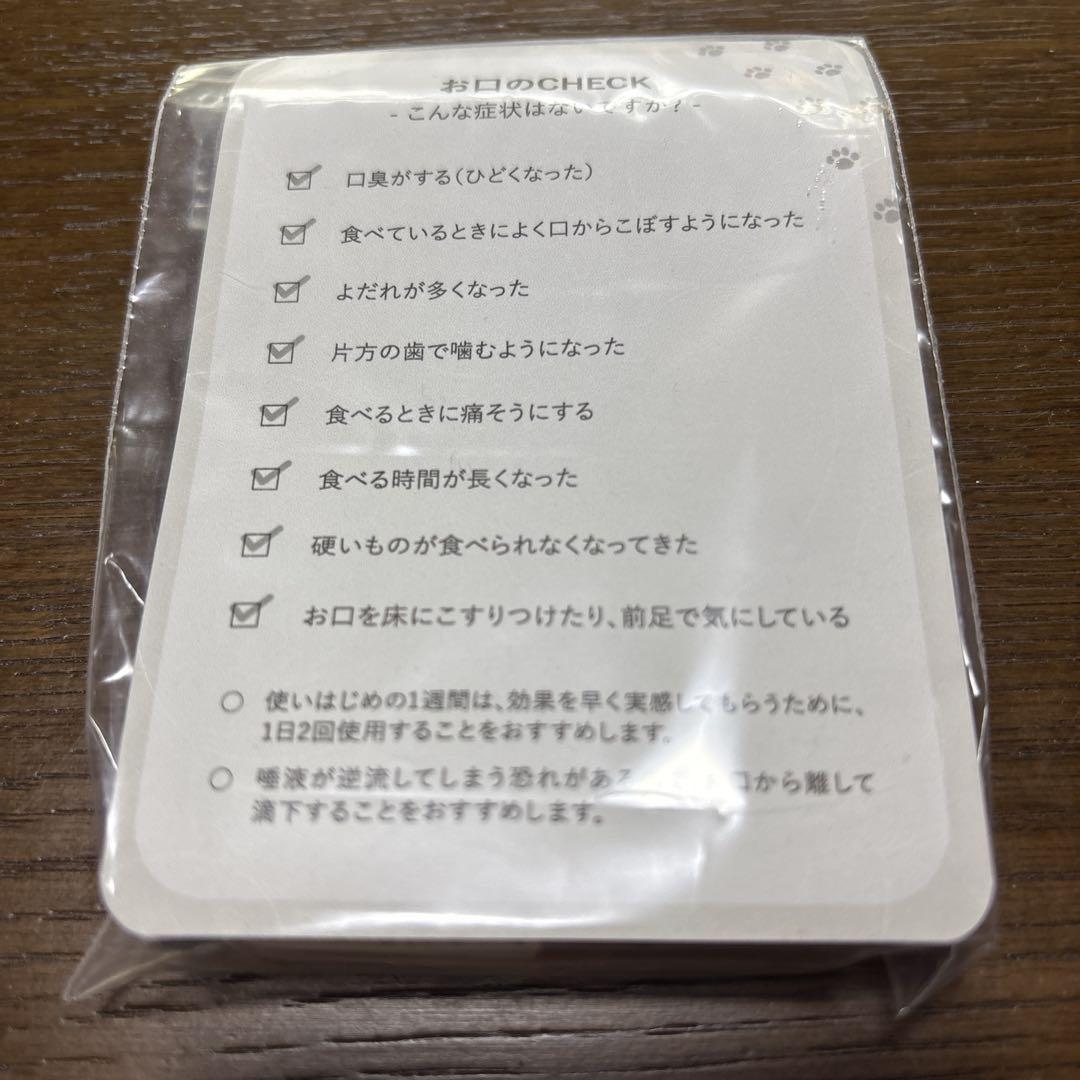 お口のCHECK
- こんな症状はないですか? -
口臭がする(ひどくなった)
食べているときによく口からこぼすようになった
よだれが多くなった
片方の歯で噛むようになった
食べるときに痛そうにする
食べる時間が長くなった
硬いものが食べられなくなってきた
お口を床にこすりつけたり、前足で気にしている
○ 使いはじめの1週間は、効果を早く実感してもらうために、
1日2回使用することをおすすめします。
○ 唾液が逆流してしまう恐れがある 口から離して
滴下することをおすすめします。